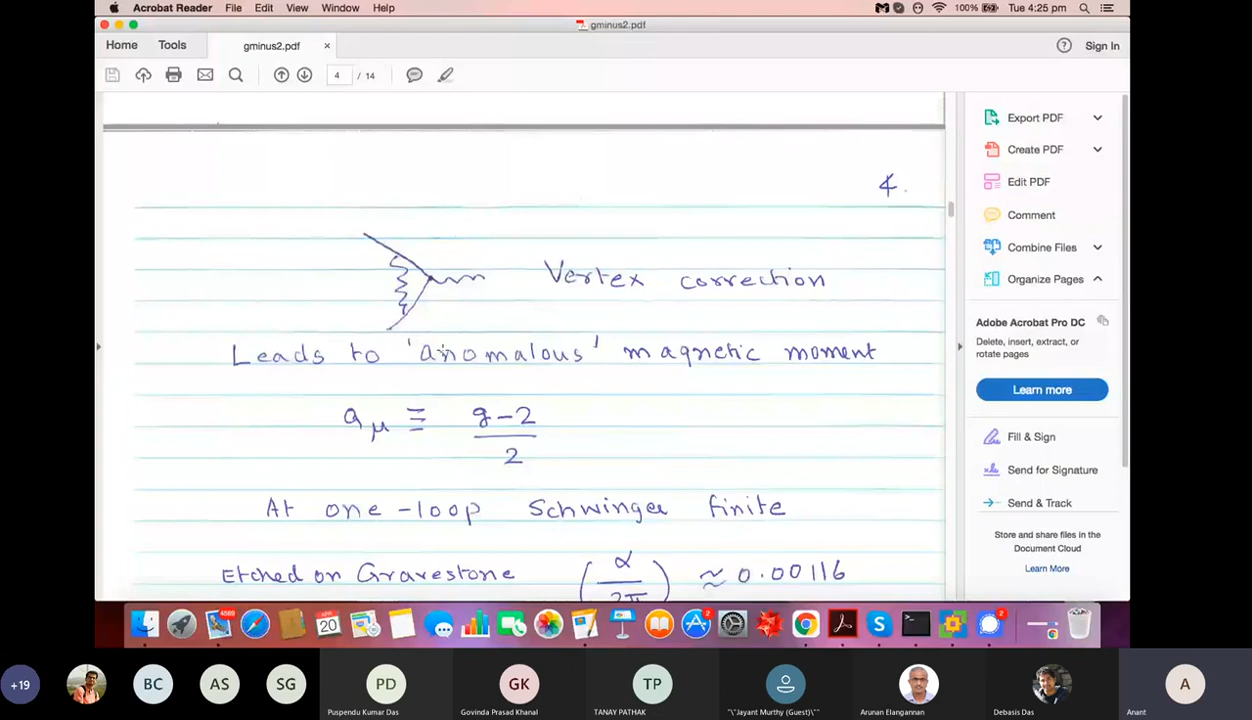 Acrobat Reader File Edit View Window Help 100% Tue 4:25 pm
gminus2.pdf
Home Tools gminus2.pdf × ? Sign In
4 / 14
4.
Vertex correction
Leads to 'anomalous' magnetic moment
aμ ≡ g-2
2
At one-loop Schwinger finite
Etched on Gravestone (α ≈ 0.00116
2π)
Export PDF
Create PDF
Edit PDF
Comment
Combine Files
Organize Pages
Adobe Acrobat Pro DC
Delete, insert, extract, or
rotate pages
Learn more
Fill & Sign
Send for Signature
Send & Track
Store and share files in the
Document Cloud
Learn More
4569 APR 20 2 2
+19 BC AS SG PD GK TP A
Puspendu Kumar Das Govinda Prasad Khanal TANAY PATHAK "\"Jayant Murthy (Guest)\"" Arunan Elangannan Debasis Das Anant